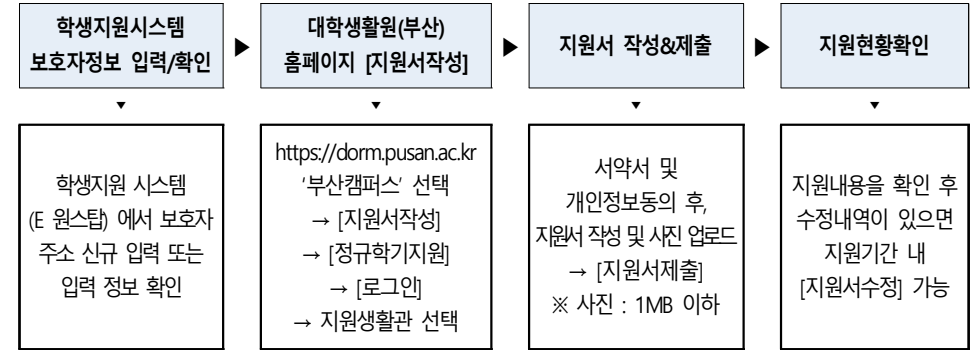 학생지원시스템
보호자정보 입력/확인
▶
대학생활원(부산)
홈페이지 [지원서작성]
▶
지원서 작성&제출
▶
지원현황확인
▼
학생지원 시스템
(E 원스탑) 에서 보호자
주소 신규 입력 또는
입력 정보 확인
▼
https://dorm.pusan.ac.kr
‘부산캠퍼스’ 선택
→ [지원서작성]
→ [정규학기지원]
→ [로그인]
→ 지원생활관 선택
▼
서약서 및
개인정보동의 후,
지원서 작성 및 사진 업로드
→ [지원서제출]
※ 사진 : 1MB 이하
▼
지원내용을 확인 후
수정내역이 있으면
지원기간 내
[지원서수정] 가능